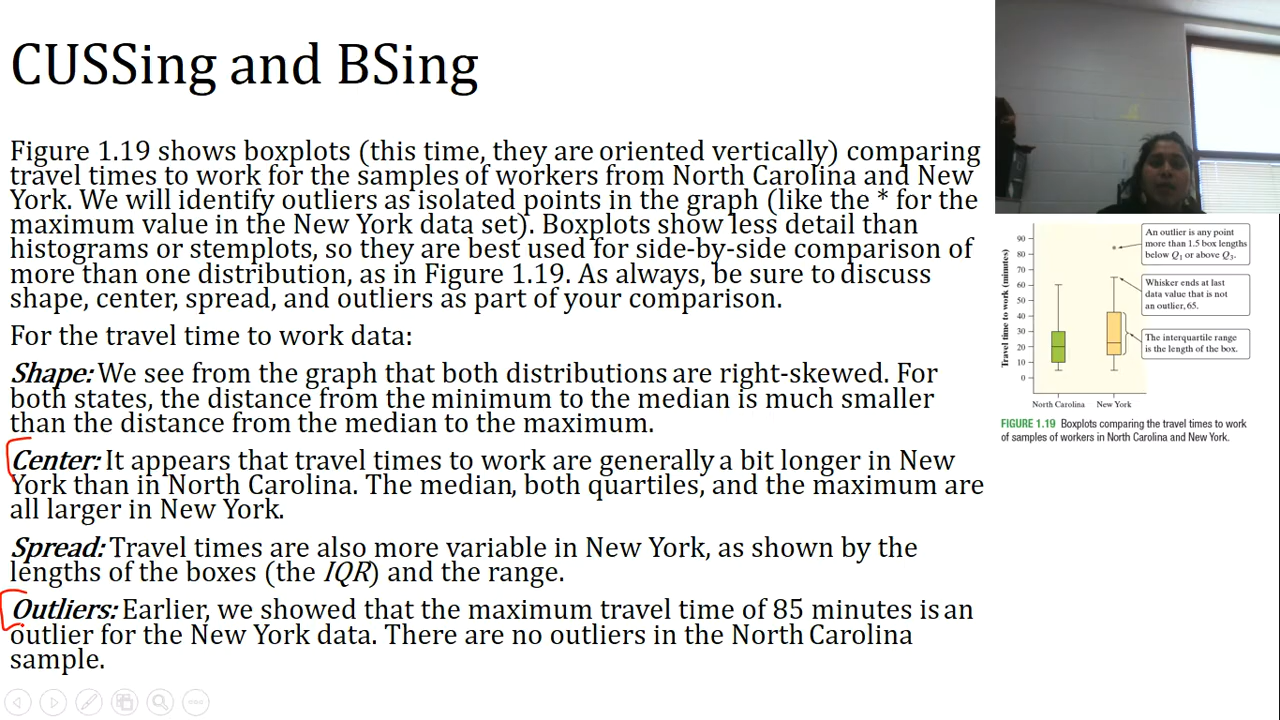 CUSSing and BSing
Figure 1.19 shows boxplots (this time, they are oriented vertically) comparing
travel times to work for the samples of workers from North Carolina and New
York. We will identify outliers as isolated points in the graph (like the * for the
maximum value in the New York data set). Boxplots show less detail than
histograms or stemplots, so they are best used for side-by-side comparison of
more than one distribution, as in Figure 1.19. As always, be sure to discuss
shape, center, spread, and outliers as part of your comparison.
For the travel time to work data:
Shape: We see from the graph that both distributions are right-skewed. For
both states, the distance from the minimum to the median is much smaller
than the distance from the median to the maximum.
Center: It appears that travel times to work are generally a bit longer in New
York than in North Carolina. The median, both quartiles, and the maximum are
all larger in New York.
Spread: Travel times are also more variable in New York, as shown by the
lengths of the boxes (the IQR) and the range.
Outliers: Earlier, we showed that the maximum travel time of 85 minutes is an
outlier for the New York data. There are no outliers in the North Carolina
sample.
Travel time to work (minutes)
90
80
70
60
50
40
30
20
10
0
North Carolina New York
An outlier is any point
more than 1.5 box lengths
below Q1 or above Q3.
Whisker ends at last
data value that is not
an outlier, 65.
The interquartile range
is the length of the box.
FIGURE 1.19 Boxplots comparing the travel times to work
of samples of workers in North Carolina and New York.